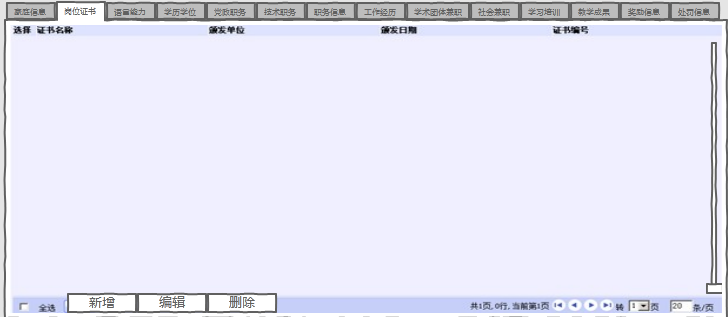 家庭信息 岗位证书 语言能力 学历学位 党政职务 技术职务 职务信息 工作经历 学术团体兼职 社会兼职 学习培训 教学成果 奖励信息 处罚信息
选择 证书名称 颁发单位 颁发日期 证书编号
全选 新增 编辑 删除 共1页,0行,当前第1页 转 1 页 20 条/页